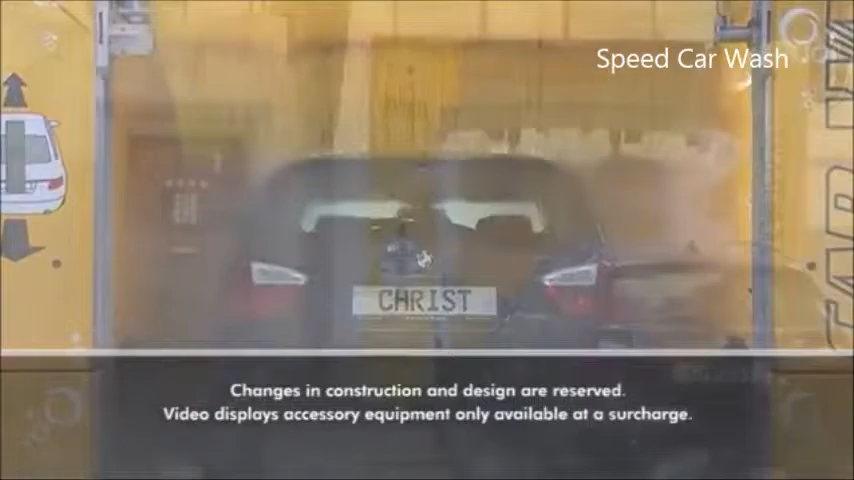 Speed Car Wash
CHRIST
Changes in construction and design are reserved.
Video displays accessory equipment only available at a surcharge.